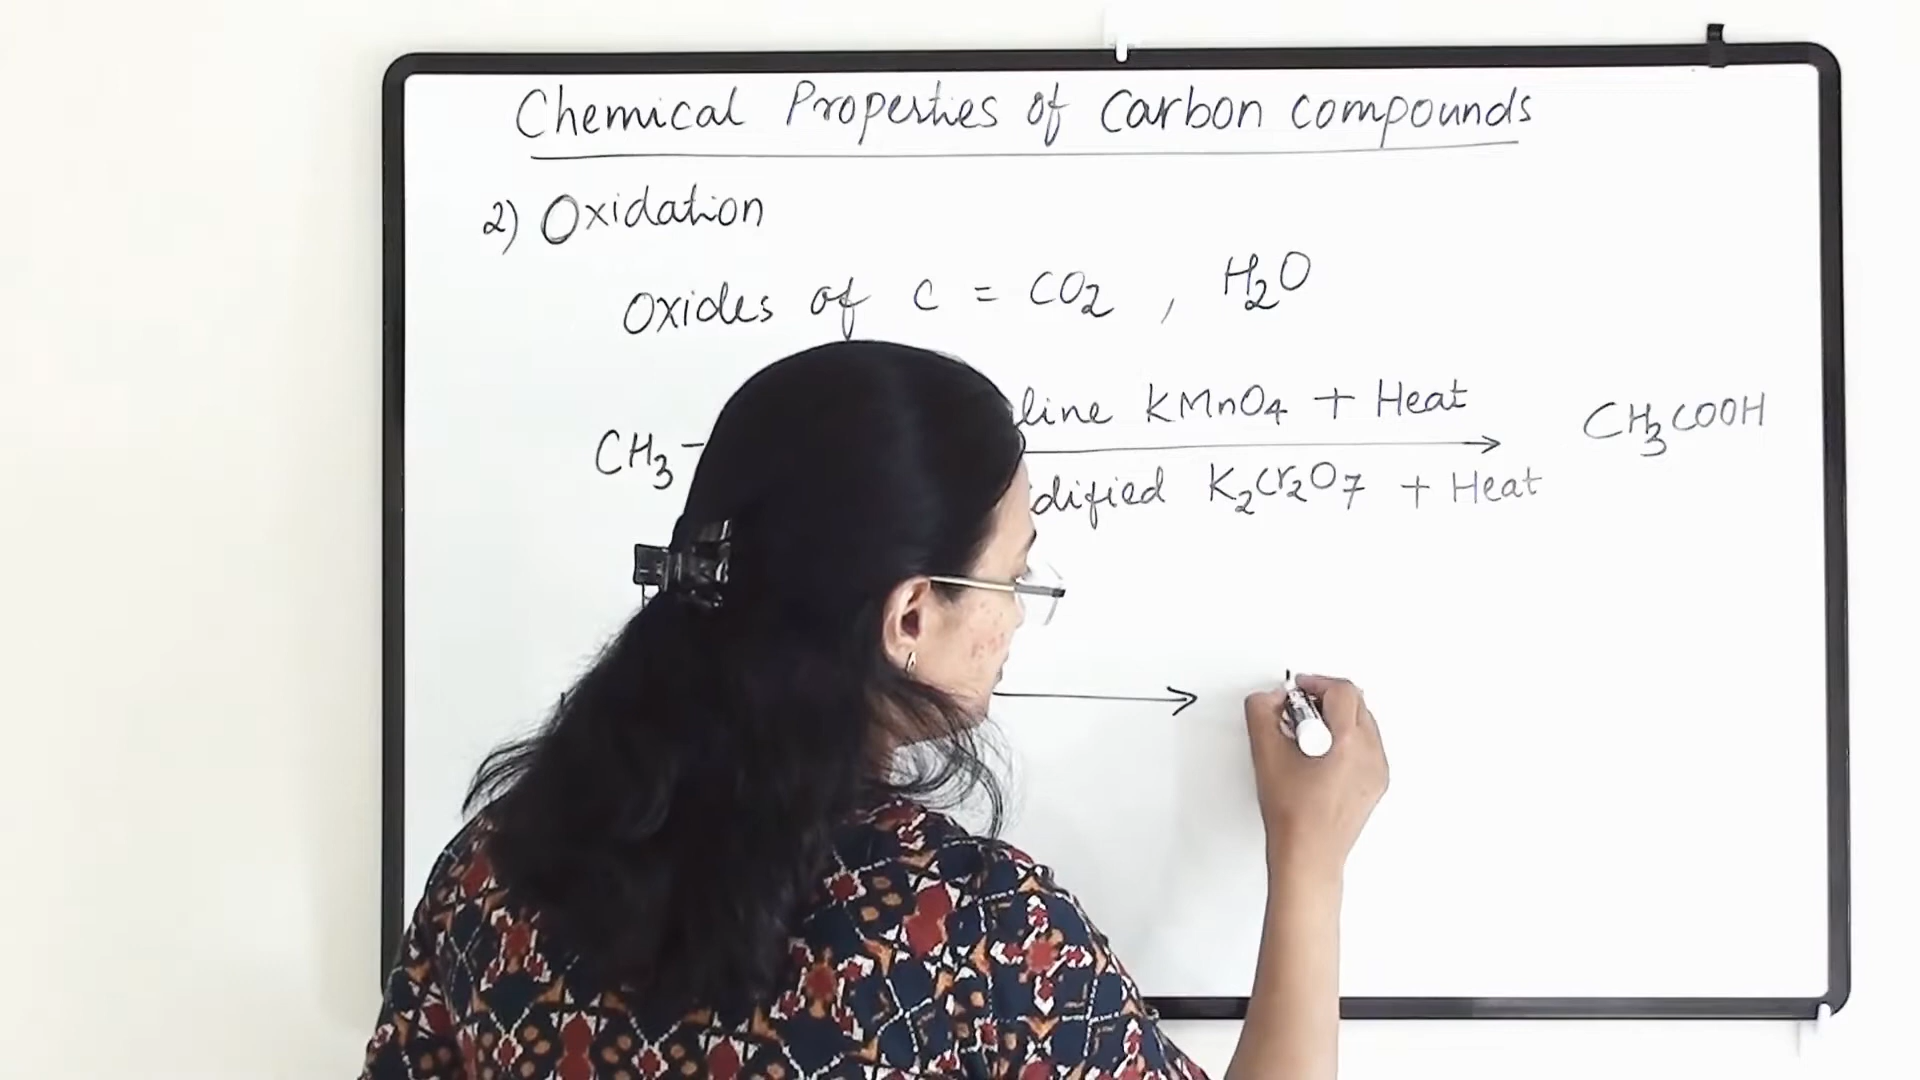 Chemical Properties of Carbon compounds
2) Oxidation
Oxides of C = CO2 , H2O
line KMnO4 + Heat
CH3- → CH3COOH
dified K2Cr2O7 + Heat
→